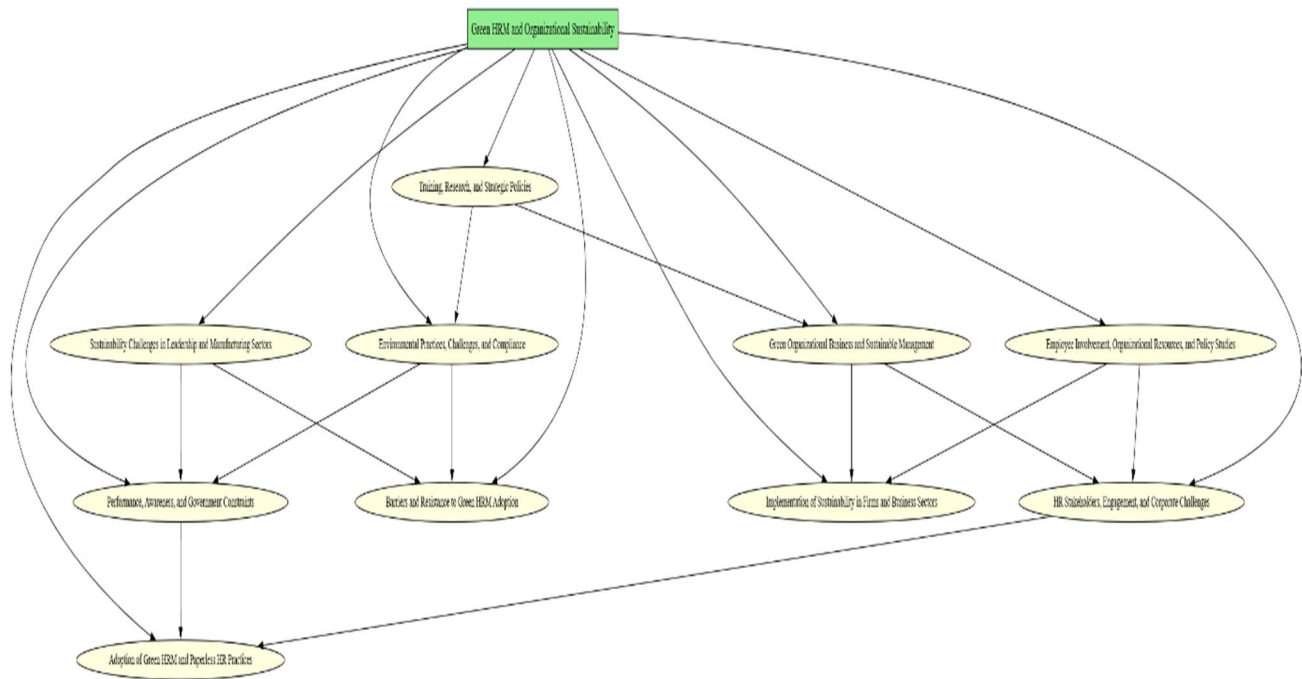 Green HRM and Organizational Sustainability
Training, Research, and Strategic Policies
Sustainability Challenges in Leadership and Manufacturing Sectors
Environmental Practices, Challenges, and Compliance
Green Organizational Business and Sustainable Management
Employee Involvement, Organizational Resources, and Policy Studies
Performance, Awareness, and Government Constraints
Barriers and Resistance to Green HRM Adoption
Implementation of Sustainability in Firms and Business Sectors
HR Stakeholders, Engagement, and Corporate Challenges
Adoption of Green HRM and Paperless HR Practices